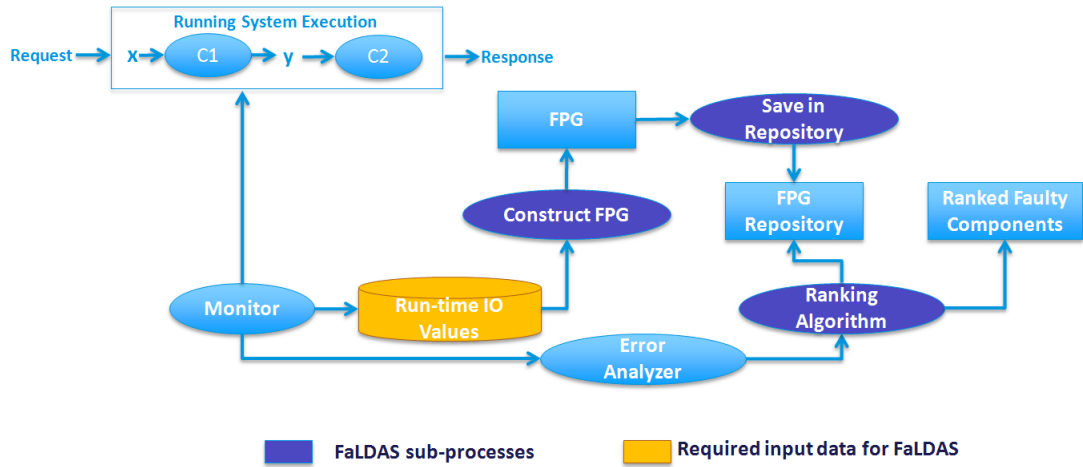 Running System Execution
Request
x
C1
y
C2
Response
FPG
Save in
Repository
Construct FPG
FPG
Repository
Ranked Faulty
Components
Monitor
Run-time IO
Values
Ranking
Algorithm
Error
Analyzer
FaLDAS sub-processes
Required input data for FaLDAS